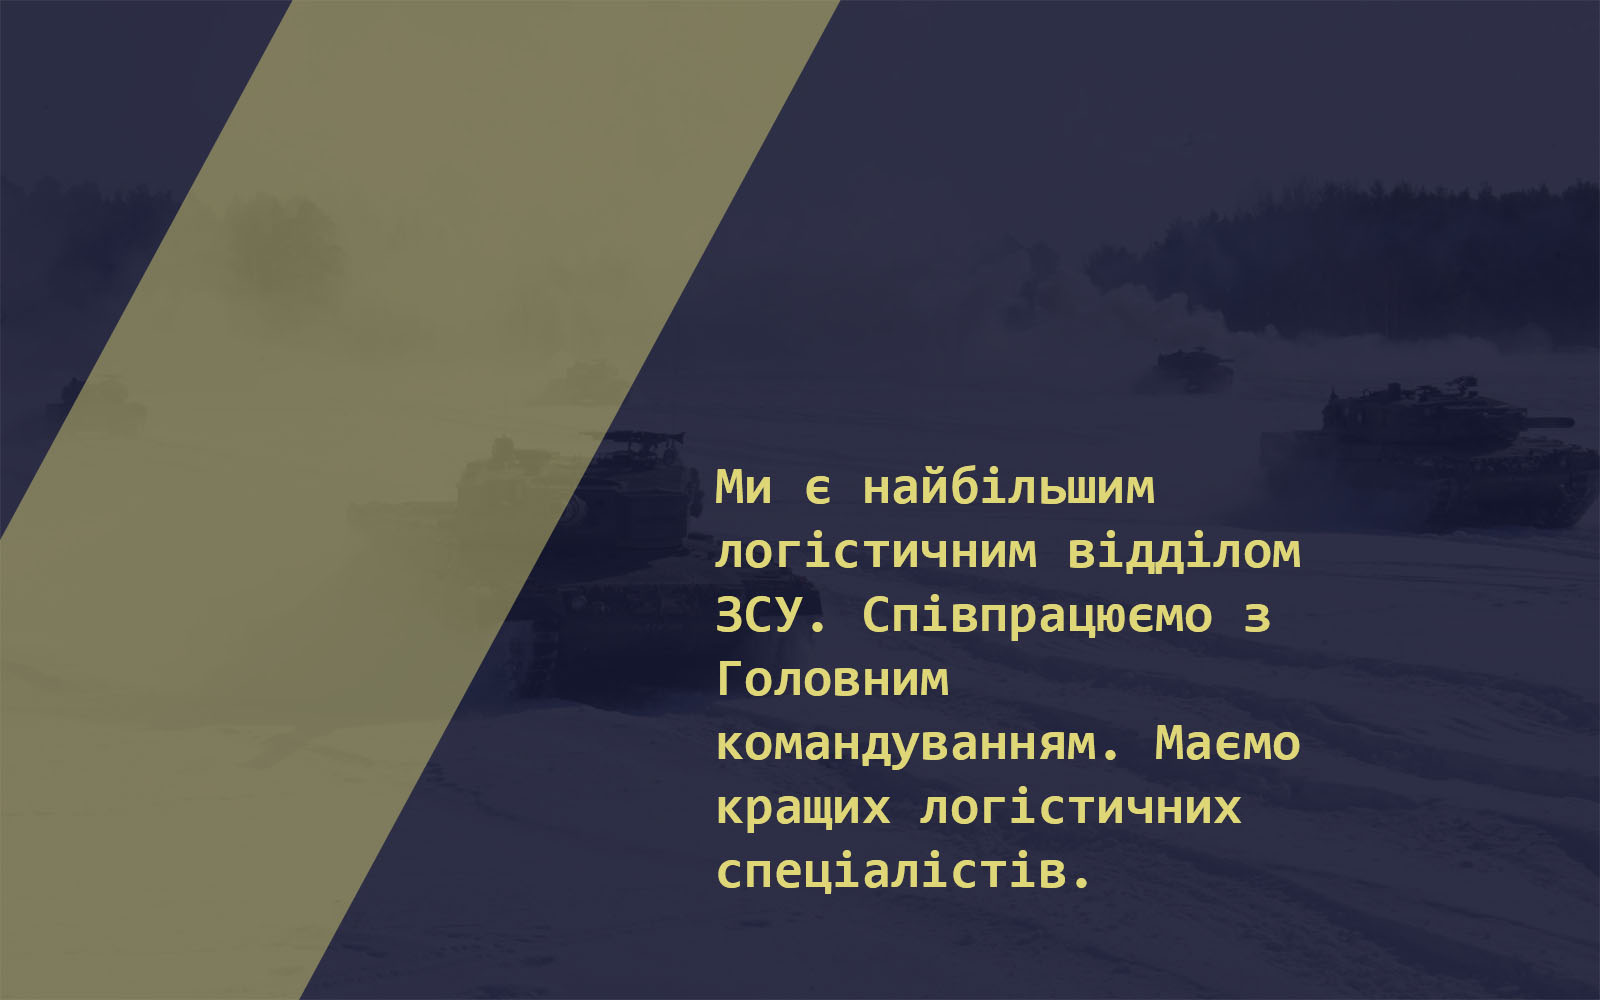 Ми є найбільшим
логістичним відділом
ЗСУ. Співпрацюємо з
Головним
командуванням. Маємо
кращих логістичних
спеціалістів.